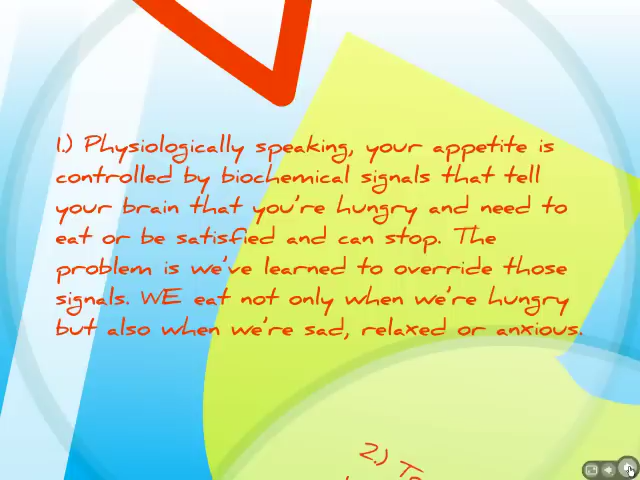 1.) Physiologically speaking, your appetite is
controlled by biochemical signals that tell
your brain that you're hungry and need to
eat or be satisfied and can stop. The
problem is we've learned to override those
signals. WE eat not only when we're hungry
but also when we're sad, relaxed or anxious.
2.)